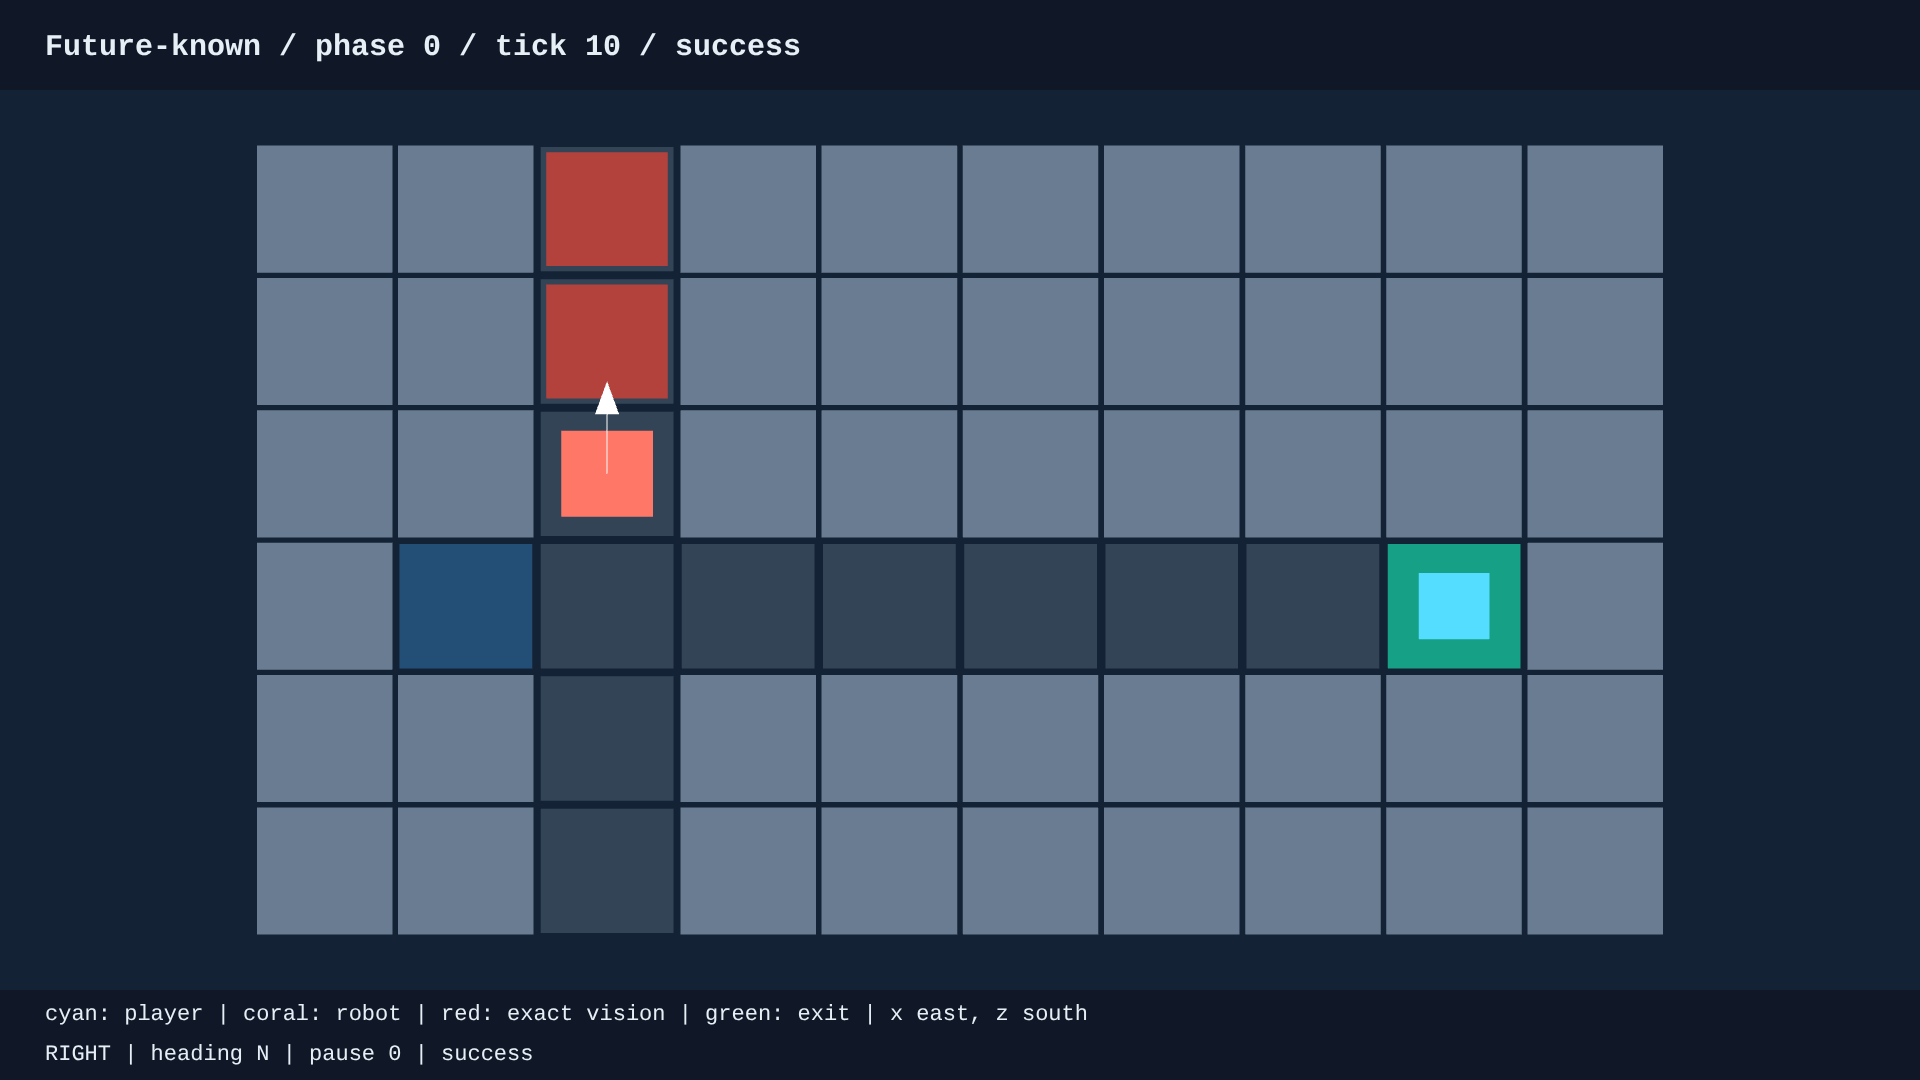 Future-known / phase 0 / tick 10 / success
cyan: player | coral: robot | red: exact vision | green: exit | x east, z south
RIGHT | heading N | pause 0 | success